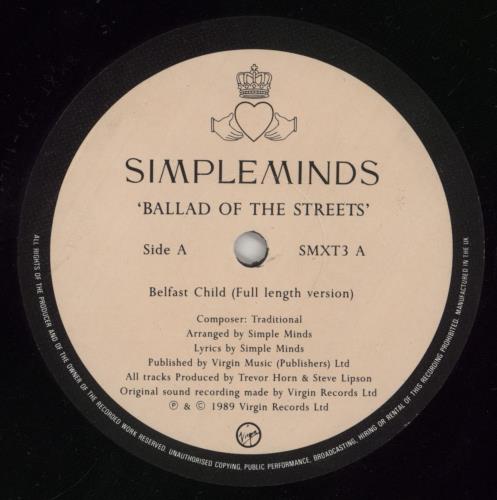 SIMPLEMINDS
'BALLAD OF THE STREETS'
Side A
SMXT3 A
Belfast Child (Full length version)
Composer: Traditional
Arranged by Simple Minds
Lyrics by Simple Minds
Published by Virgin Music (Publishers) Ltd
All tracks Produced by Trevor Horn & Steve Lipson
Original sound recording made by Virgin Records Ltd
℗ & © 1989 Virgin Records Ltd
Virgin
ALL RIGHTS OF THE PRODUCER AND OF THE OWNER OF THE RECORDED WORK RESERVED. UNAUTHORISED COPYING, PUBLIC PERFORMANCE, BROADCASTING, HIRING OR RENTAL OF THIS RECORDING PROHIBITED. MANUFACTURED IN THE UK